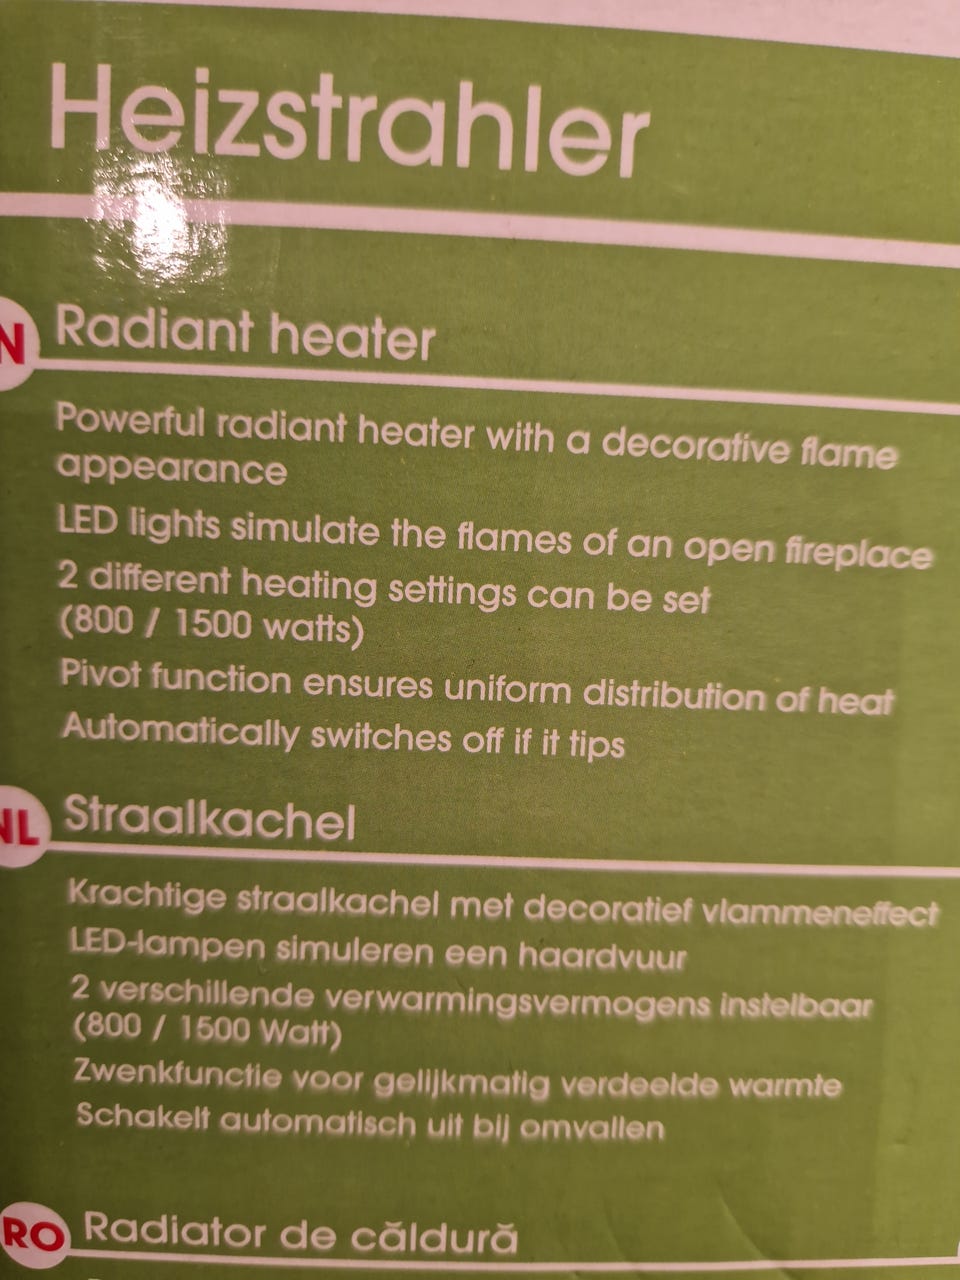 Heizstrahler
N Radiant heater
Powerful radiant heater with a decorative flame
appearance
LED lights simulate the flames of an open fireplace
2 different heating settings can be set
(800 / 1500 watts)
Pivot function ensures uniform distribution of heat
Automatically switches off if it tips
NL Straalkachel
Krachtige straalkachel met decoratief vlammeneffect
LED-lampen simuleren een haardvuur
2 verschillende verwarmingsvermogens instelbaar
(800 / 1500 Watt)
Zwenkfunctie voor gelijkmatig verdeelde warmte
Schakelt automatisch uit bij omvallen
RO Radiator de căldură